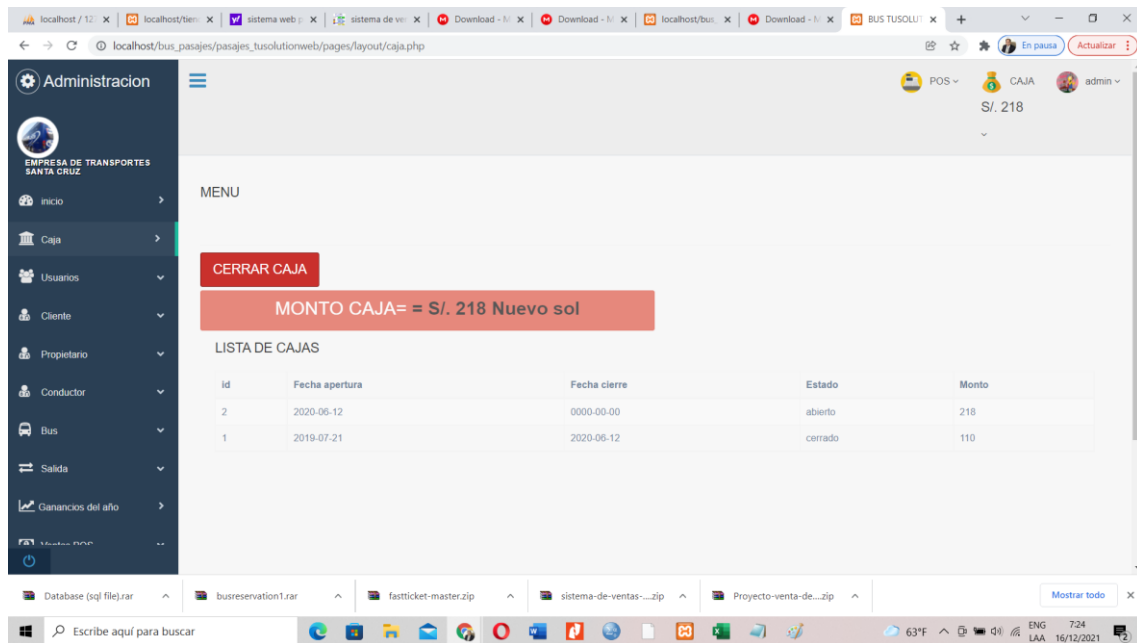 localhost / 12
localhost/tien
sistema web p
sistema de ve
Download - M
Download - M
localhost/bus_
Download - M
BUS TUSOLUT
localhost/bus_pasajes/pasajes_tusolutionweb/pages/layout/caja.php
En pausa
Actualizar
Administracion
POS
CAJA
S/. 218
admin
EMPRESA DE TRANSPORTES
SANTA CRUZ
inicio
Caja
Usuarios
Cliente
Propietario
Conductor
Bus
Salida
Ganancios del año
Ventas POS
MENU
CERRAR CAJA
MONTO CAJA= = S/. 218 Nuevo sol
LISTA DE CAJAS
id Fecha apertura Fecha cierre Estado Monto
2 2020-06-12 0000-00-00 abierto 218
1 2019-07-21 2020-06-12 cerrado 110
Database (sql file).rar
busreservation1.rar
fastticket-master.zip
sistema-de-ventas-....zip
Proyecto-venta-de....zip
Mostrar todo
Escribe aquí para buscar
63°F
ENG
LAA
7:24
16/12/2021